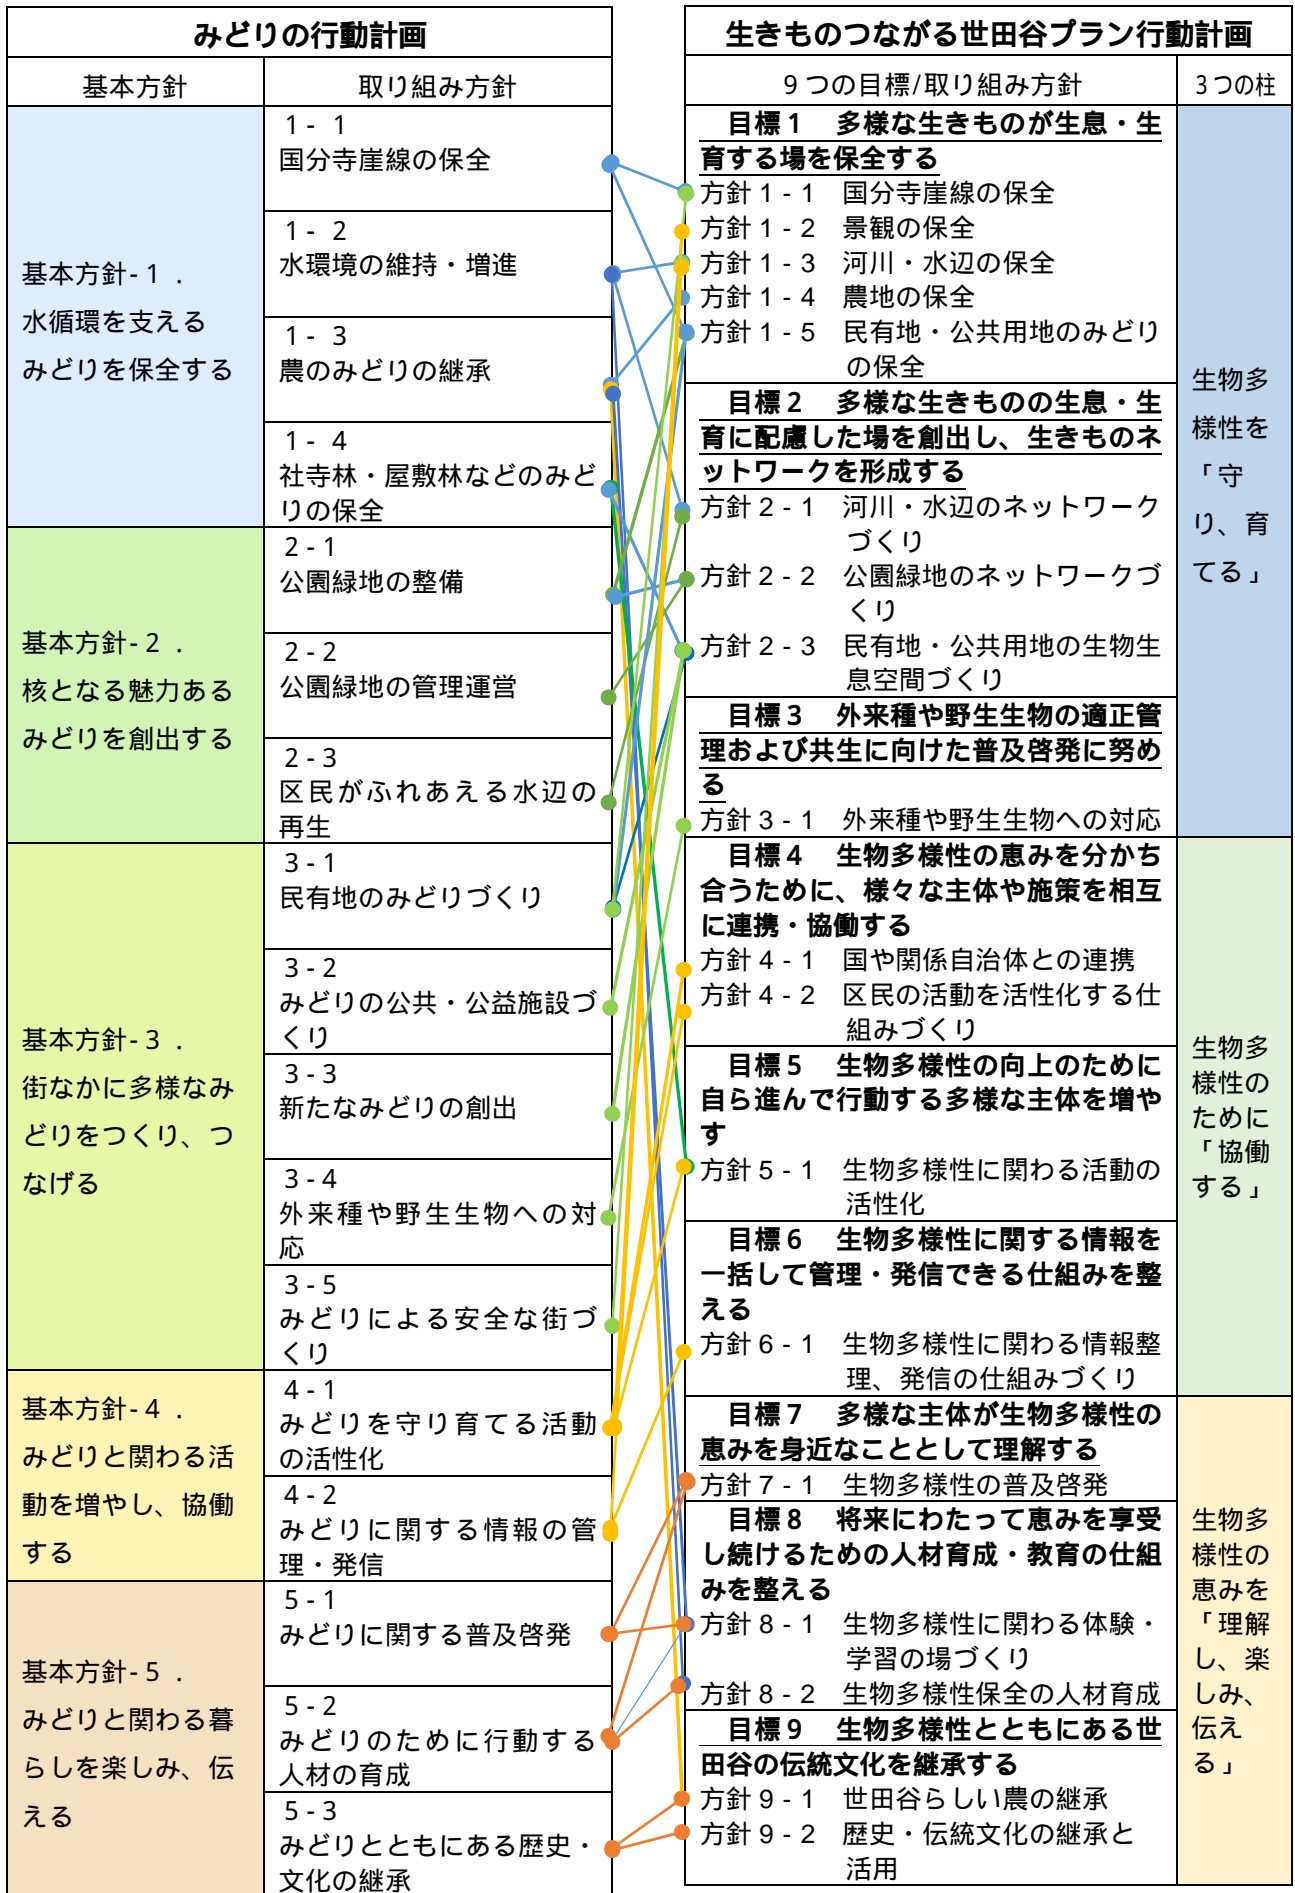 みどりの行動計画
基本方針
取り組み方針
基本方針-1．
水循環を支える
みどりを保全する
1- 1
国分寺崖線の保全
1- 2
水環境の維持・増進
1- 3
農のみどりの継承
1- 4
社寺林・屋敷林などのみど
りの保全
基本方針-2．
核となる魅力ある
みどりを創出する
2-1
公園緑地の整備
2-2
公園緑地の管理運営
2-3
区民がふれあえる水辺の
再生
基本方針-3．
街なかに多様なみ
どりをつくり、つ
なげる
3-1
民有地のみどりづくり
3-2
みどりの公共・公益施設づ
くり
3-3
新たなみどりの創出
3-4
外来種や野生生物への対
応
3-5
みどりによる安全な街づ
くり
基本方針-4．
みどりと関わる活
動を増やし、協働
する
4-1
みどりを守り育てる活動
の活性化
4-2
みどりに関する情報の管
理・発信
基本方針-5．
みどりと関わる暮
らしを楽しみ、伝
える
5-1
みどりに関する普及啓発
5-2
みどりのために行動する
人材の育成
5-3
みどりとともにある歴史・
文化の継承
生きものつながる世田谷プラン行動計画
9つの目標/取り組み方針
3つの柱
目標1　多様な生きものが生息・生
育する場を保全する
方針1-1　国分寺崖線の保全
方針1-2　景観の保全
方針1-3　河川・水辺の保全
方針1-4　農地の保全
方針1-5　民有地・公共用地のみどり
の保全
目標2　多様な生きものの生息・生
育に配慮した場を創出し、生きものネ
ットワークを形成する
方針2-1　河川・水辺のネットワーク
づくり
方針2-2　公園緑地のネットワークづ
くり
方針2-3　民有地・公共用地の生物生
息空間づくり
目標3　外来種や野生生物の適正管
理および共生に向けた普及啓発に努め
る
方針3-1　外来種や野生生物への対応
生物多
様性を
「守
り、育
てる」
目標4　生物多様性の恵みを分かち
合うために、様々な主体や施策を相互
に連携・協働する
方針4-1　国や関係自治体との連携
方針4-2　区民の活動を活性化する仕
組みづくり
目標5　生物多様性の向上のために
自ら進んで行動する多様な主体を増や
す
方針5-1　生物多様性に関わる活動の
活性化
目標6　生物多様性に関する情報を
一括して管理・発信できる仕組みを整
える
方針6-1　生物多様性に関わる情報整
理、発信の仕組みづくり
生物多
様性の
ために
「協働
する」
目標7　多様な主体が生物多様性の
恵みを身近なこととして理解する
方針7-1　生物多様性の普及啓発
目標8　将来にわたって恵みを享受
し続けるための人材育成・教育の仕組
みを整える
方針8-1　生物多様性に関わる体験・
学習の場づくり
方針8-2　生物多様性保全の人材育成
目標9　生物多様性とともにある世
田谷の伝統文化を継承する
方針9-1　世田谷らしい農の継承
方針9-2　歴史・伝統文化の継承と
活用
生物多
様性の
恵みを
「理解
し、楽
しみ、
伝え
る」